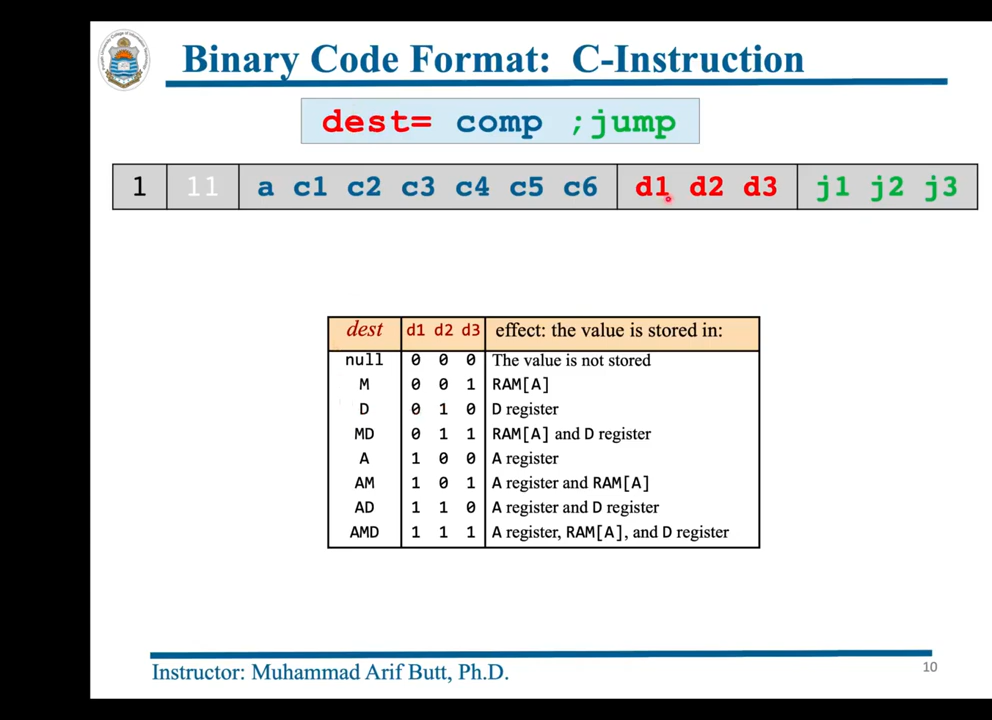 Binary Code Format: C-Instruction
dest= comp ;jump
1 11 a c1 c2 c3 c4 c5 c6 d1 d2 d3 j1 j2 j3
dest d1 d2 d3 effect: the value is stored in:
null 0 0 0 The value is not stored
M 0 0 1 RAM[A]
D 0 1 0 D register
MD 0 1 1 RAM[A] and D register
A 1 0 0 A register
AM 1 0 1 A register and RAM[A]
AD 1 1 0 A register and D register
AMD 1 1 1 A register, RAM[A], and D register
Instructor: Muhammad Arif Butt, Ph.D.
10